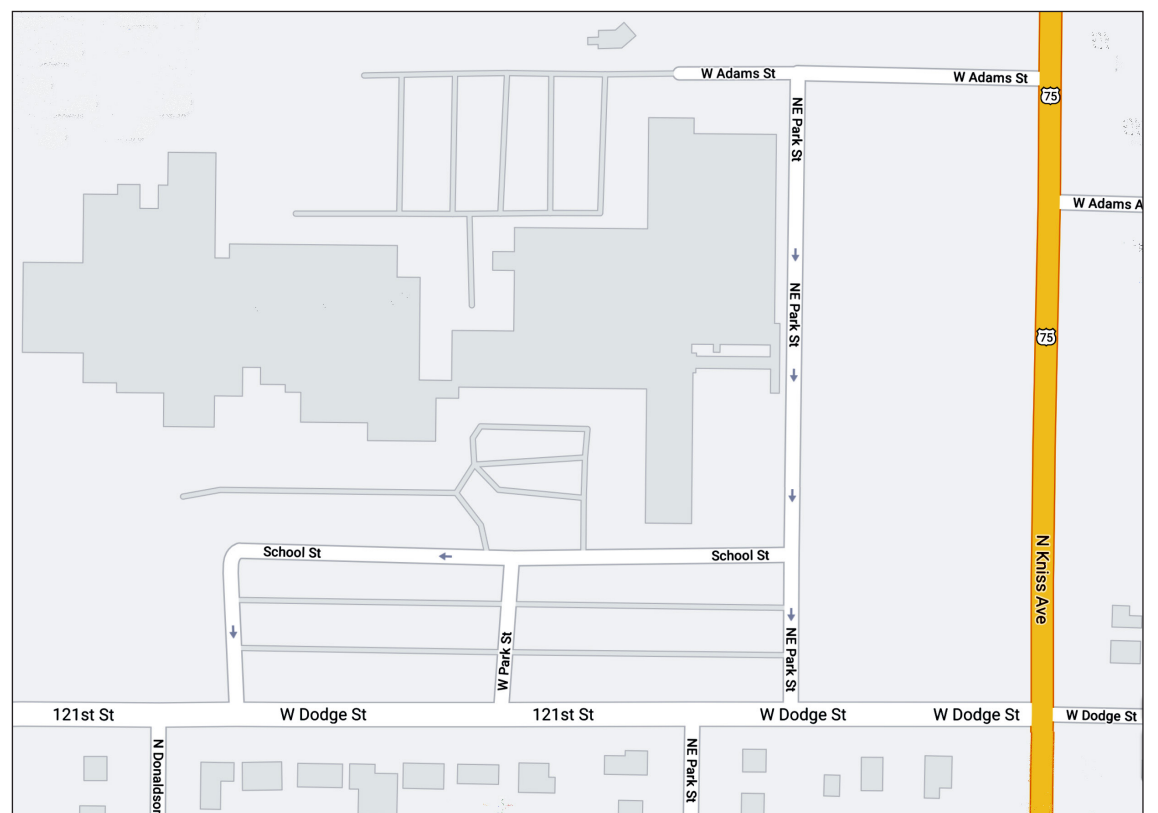 W Adams St
W Adams St
75
NE Park St
W Adams A
NE Park St
75
N Kniss Ave
School St
School St
W Park St
NE Park St
121st St
W Dodge St
121st St
W Dodge St
W Dodge St
W Dodge St
N Donaldson
NE Park St